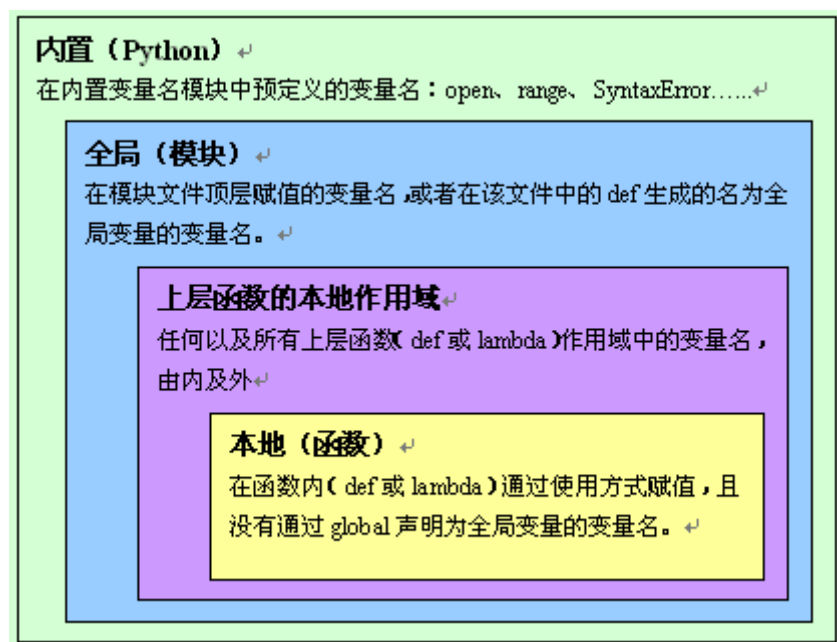 内置（Python）
在内置变量名模块中预定义的变量名：open、range、SyntaxError……
全局（模块）
在模块文件顶层赋值的变量名，或者在该文件中的 def 生成的名为全
局变量的变量名。
上层函数的本地作用域
任何以及所有上层函数（def 或 lambda）作用域中的变量名，
由内及外
本地（函数）
在函数内（def 或 lambda）通过使用方式赋值，且
没有通过 global 声明为全局变量的变量名。